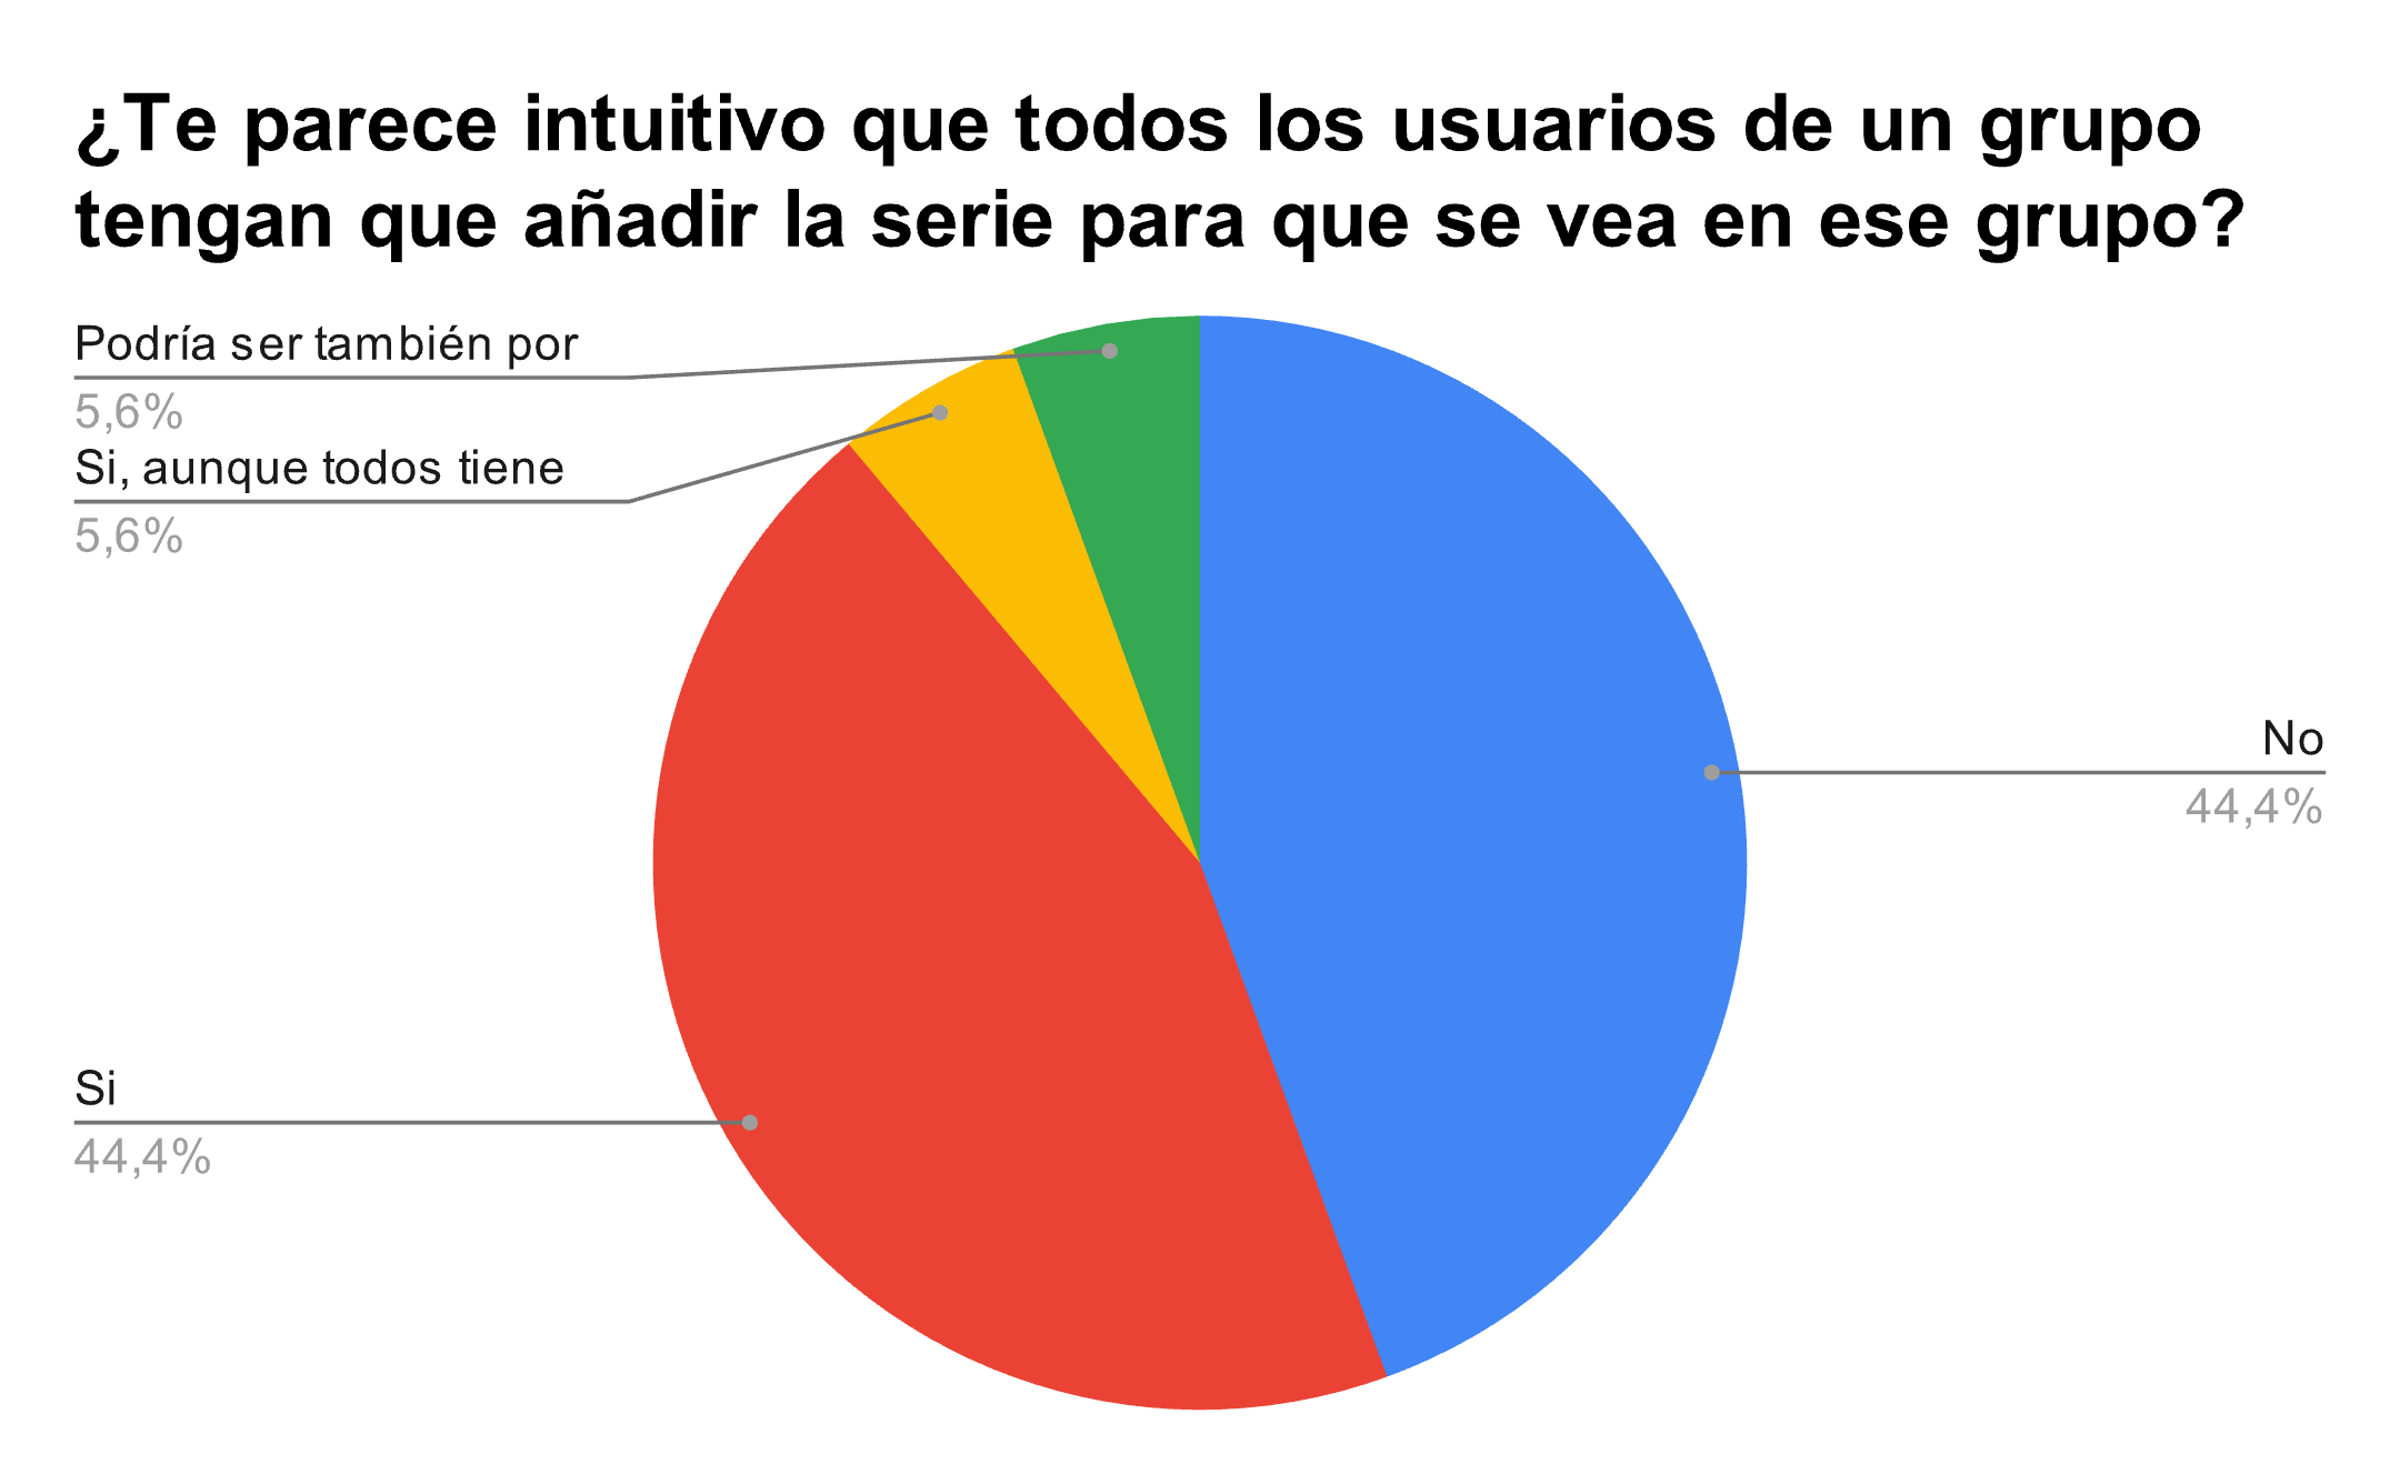 ¿Te parece intuitivo que todos los usuarios de un grupo
tengan que añadir la serie para que se vea en ese grupo?
Podría ser también por
5,6%
Si, aunque todos tiene
5,6%
No
44,4%
Si
44,4%